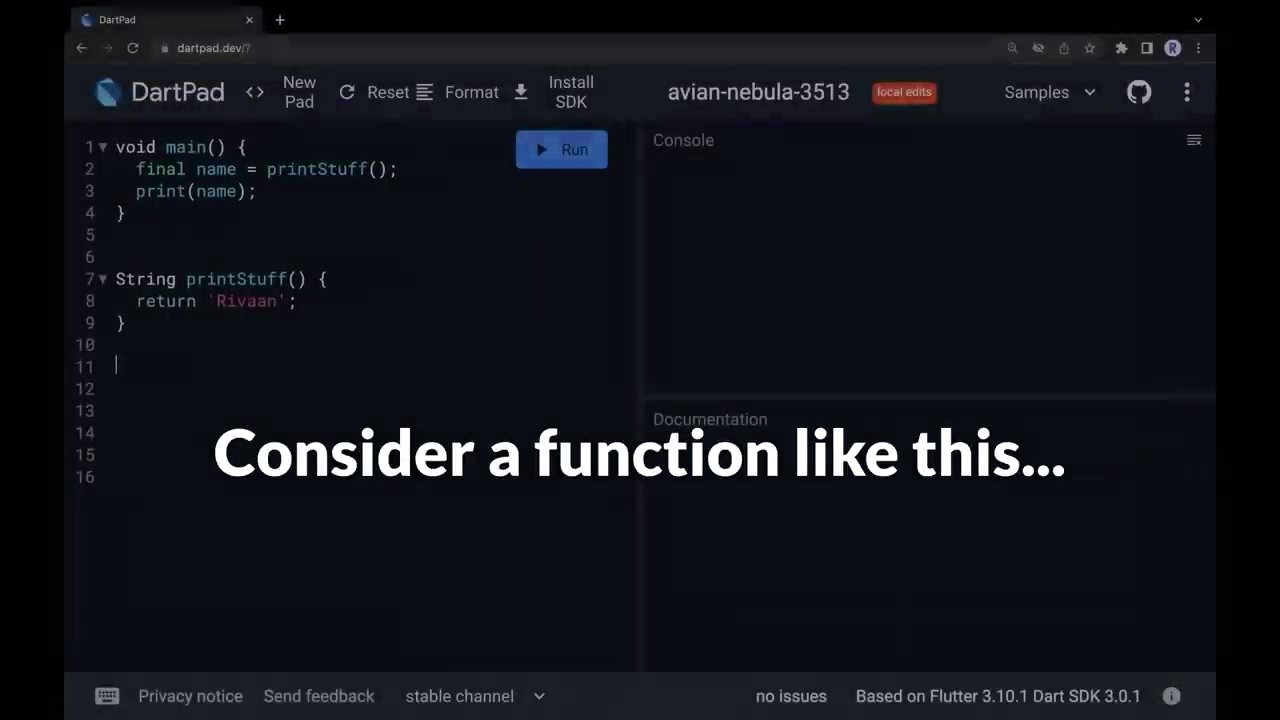 DartPad
dartpad.dev/?
R
DartPad
<> New Pad
Reset
Format
Install SDK
avian-nebula-3513
local edits
Samples
Run
1 void main() {
2 final name = printStuff();
3 print(name);
4 }
5
6
7 String printStuff() {
8 return 'Rivaan';
9 }
10
11
12
13
14
15
16
Console
Documentation
Consider a function like this...
Privacy notice
Send feedback
stable channel
no issues
Based on Flutter 3.10.1 Dart SDK 3.0.1